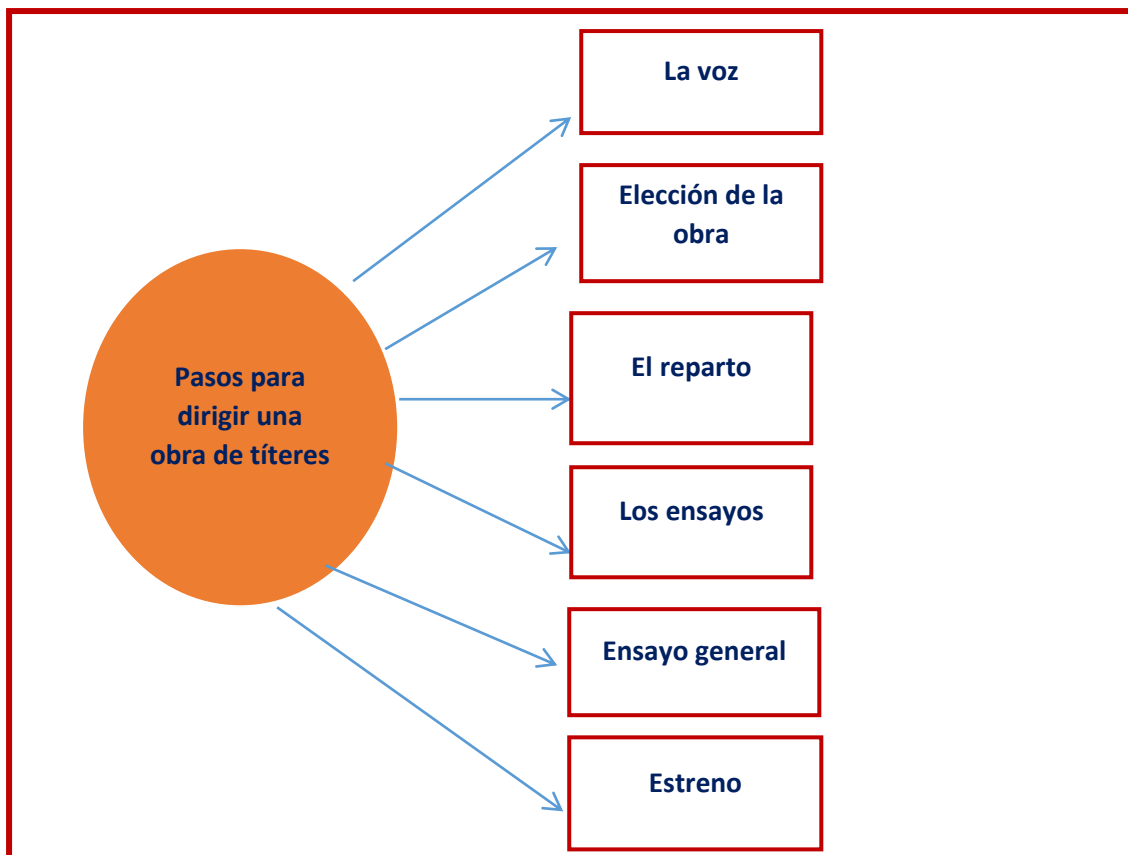 Pasos para
dirigir una
obra de títeres
La voz
Elección de la
obra
El reparto
Los ensayos
Ensayo general
Estreno